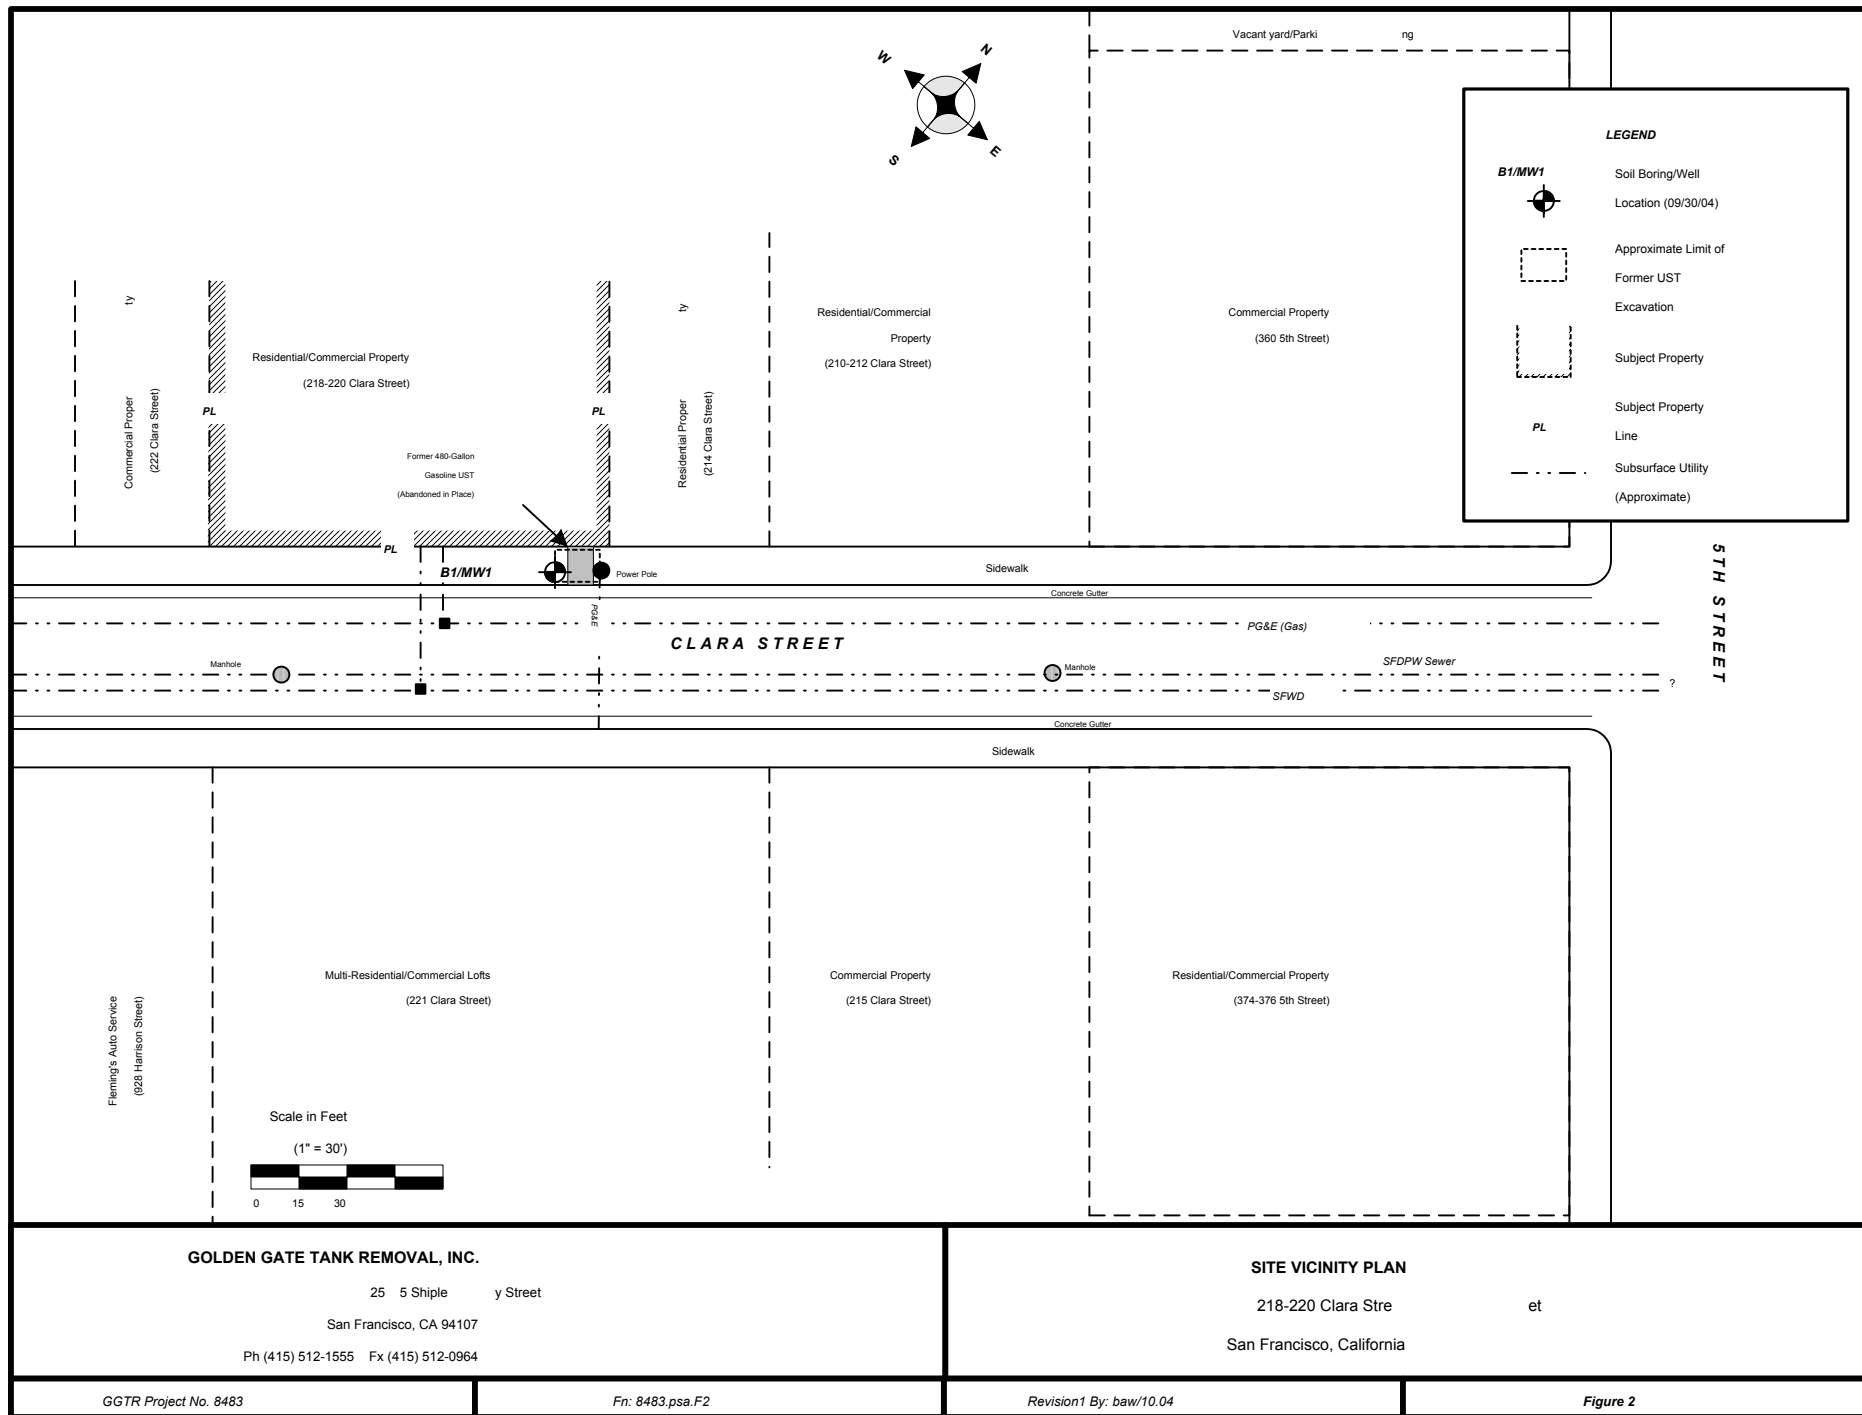 Vacant yard/Parki ng
W
N
S
E
LEGEND
B1/MW1
Soil Boring/Well
Location (09/30/04)
Approximate Limit of
Former UST
Excavation
Subject Property
PL
Subject Property
Line
Subsurface Utility
(Approximate)
Commercial Proper ty
(222 Clara Street)
PL
Residential/Commercial Property
(218-220 Clara Street)
PL
Former 480-Gallon
Gasoline UST
(Abandoned in Place)
Residential Proper ty
(214 Clara Street)
Residential/Commercial
Property
(210-212 Clara Street)
Commercial Property
(360 5th Street)
PL
B1/MW1
Power Pole
Sidewalk
Concrete Gutter
PG&E
PG&E (Gas)
CLARA STREET
5TH STREET
Manhole
Manhole
SFDPW Sewer
SFWD
?
Concrete Gutter
Sidewalk
Fleming's Auto Service
(928 Harrison Street)
Multi-Residential/Commercial Lofts
(221 Clara Street)
Commercial Property
(215 Clara Street)
Residential/Commercial Property
(374-376 5th Street)
Scale in Feet
(1" = 30')
0 15 30
GOLDEN GATE TANK REMOVAL, INC.
25 5 Shiple y Street
San Francisco, CA 94107
Ph (415) 512-1555 Fx (415) 512-0964
SITE VICINITY PLAN
218-220 Clara Stre et
San Francisco, California
GGTR Project No. 8483
Fn: 8483.psa.F2
Revision1 By: baw/10.04
Figure 2